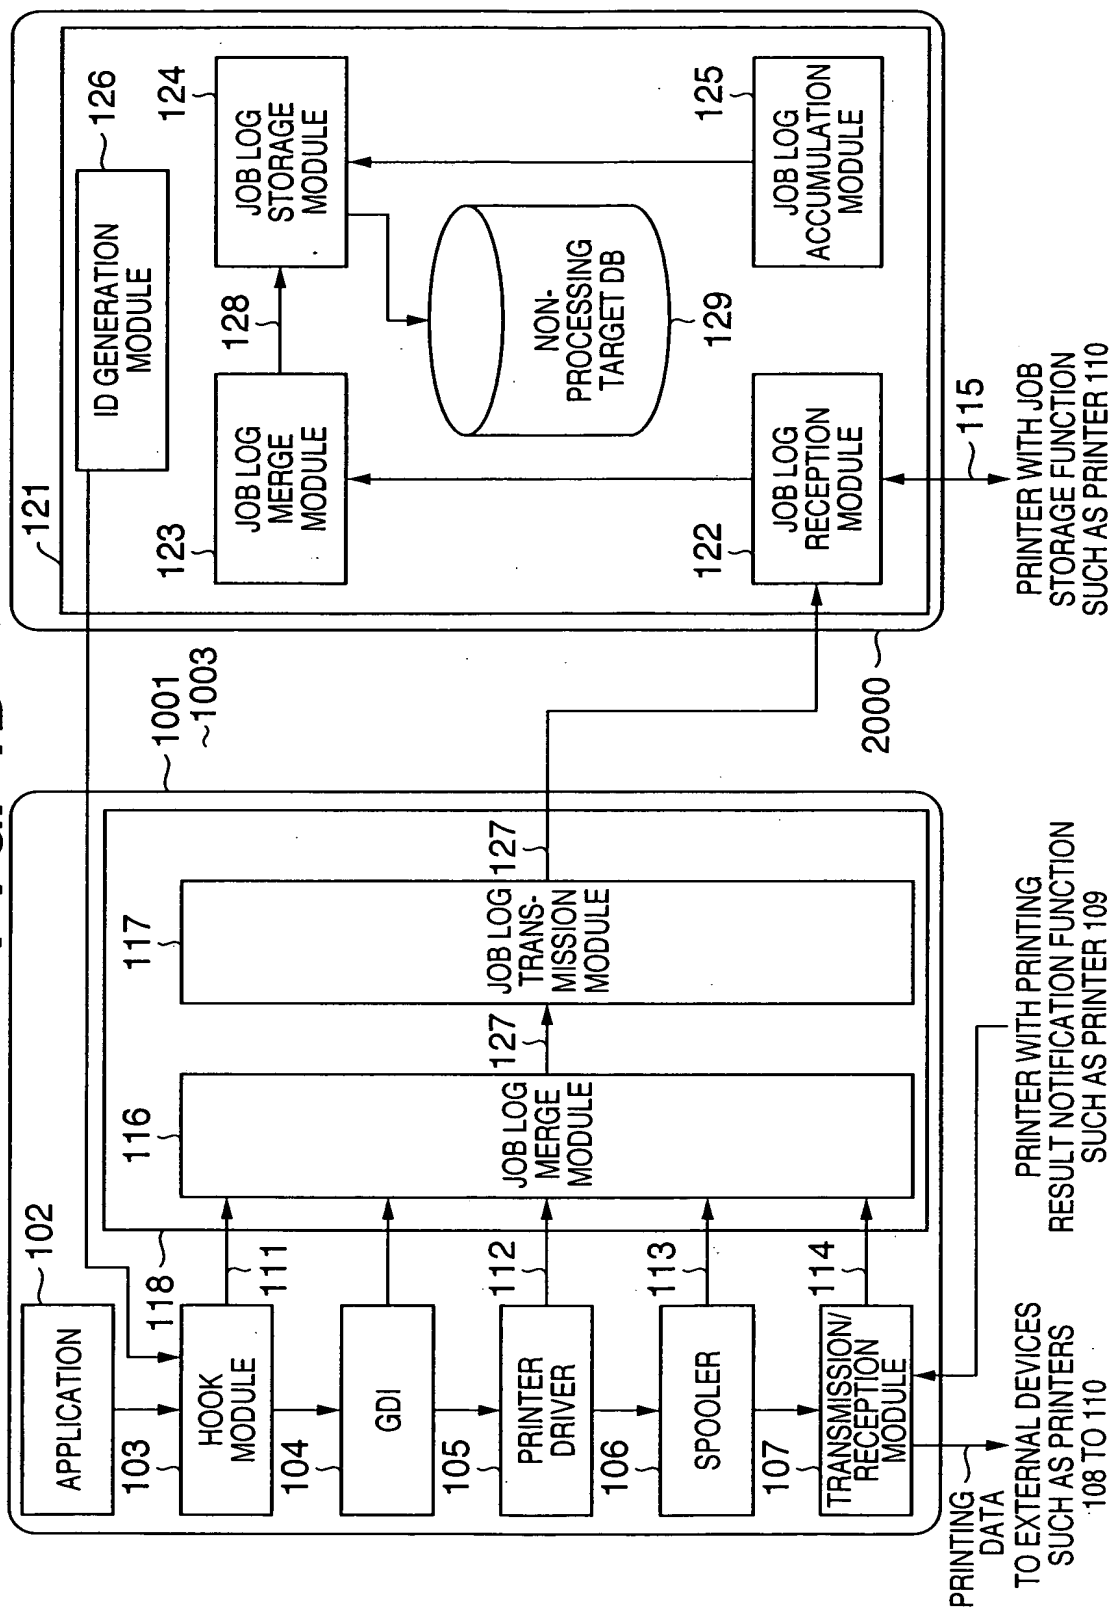 1001
~1003
102
APPLICATION
103
HOOK
MODULE
104
GDI
105
PRINTER
DRIVER
106
SPOOLER
107
TRANSMISSION/
RECEPTION
MODULE
118
111
112
113
114
116
JOB LOG
MERGE
MODULE
127
117
JOB LOG
TRANS-
MISSION
MODULE
127
PRINTING
DATA
TO EXTERNAL DEVICES
SUCH AS PRINTERS
108 TO 110
PRINTER WITH PRINTING
RESULT NOTIFICATION FUNCTION
SUCH AS PRINTER 109
2000
121
ID GENERATION
MODULE
126
123
JOB LOG
MERGE
MODULE
128
124
JOB LOG
STORAGE
MODULE
NON-
PROCESSING
TARGET DB
129
122
JOB LOG
RECEPTION
MODULE
125
JOB LOG
ACCUMULATION
MODULE
115
PRINTER WITH JOB
STORAGE FUNCTION
SUCH AS PRINTER 110